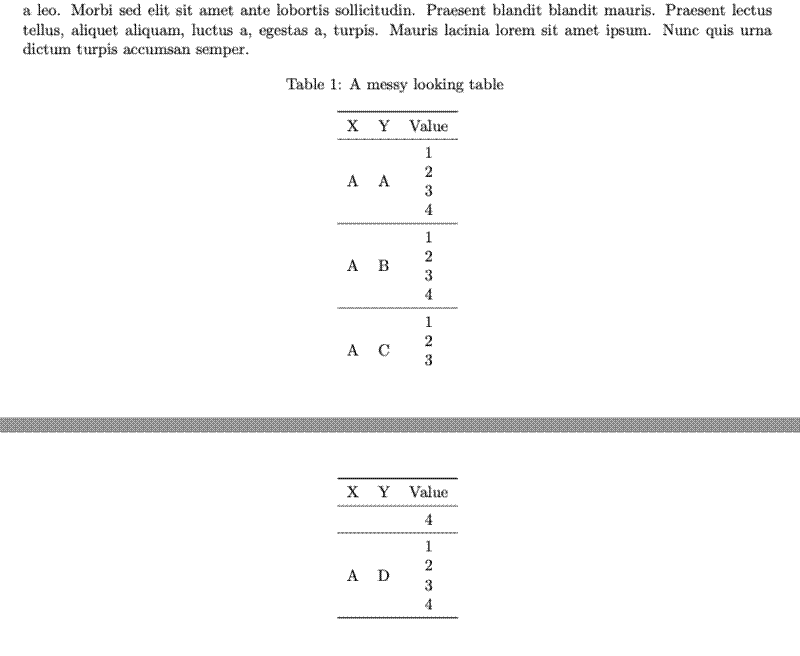 a leo. Morbi sed elit sit amet ante lobortis sollicitudin. Praesent blandit blandit mauris. Praesent lectus
tellus, aliquet aliquam, luctus a, egestas a, turpis. Mauris lacinia lorem sit amet ipsum. Nunc quis urna
dictum turpis accumsan semper.
Table 1: A messy looking table
X Y Value
1
2
A A
3
4
1
2
A B
3
4
1
2
A C
3
X Y Value
4
1
2
A D
3
4